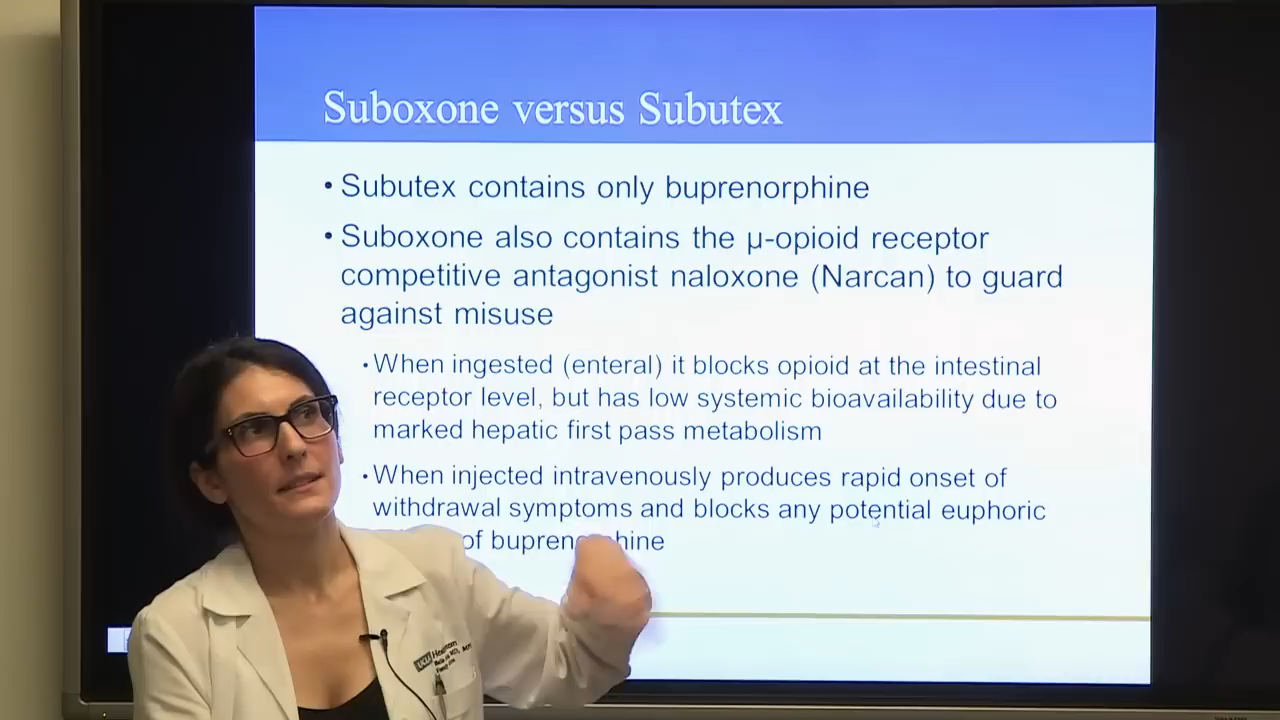 Suboxone versus Subutex
• Subutex contains only buprenorphine
• Suboxone also contains the µ-opioid receptor
competitive antagonist naloxone (Narcan) to guard
against misuse
• When ingested (enteral) it blocks opioid at the intestinal
receptor level, but has low systemic bioavailability due to
marked hepatic first pass metabolism
• When injected intravenously produces rapid onset of
withdrawal symptoms and blocks any potential euphoric
of buprenorphine